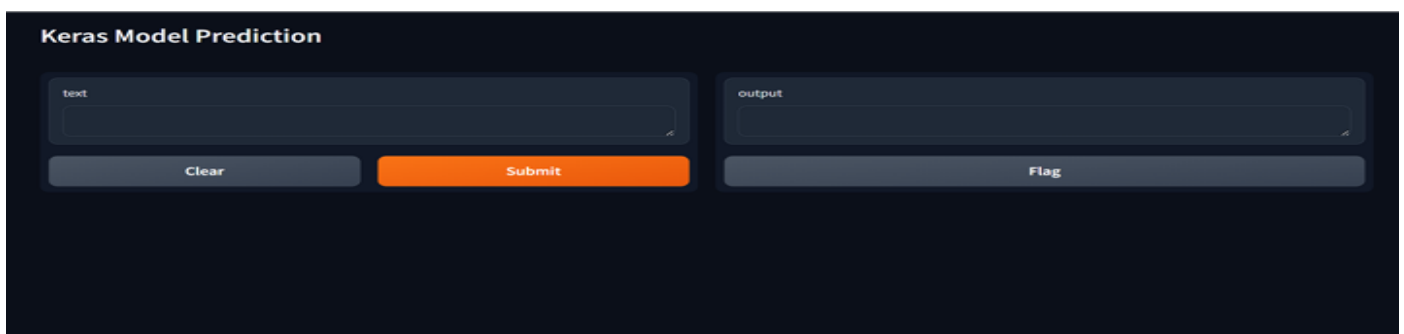 Keras Model Prediction
text
output
Clear
Submit
Flag